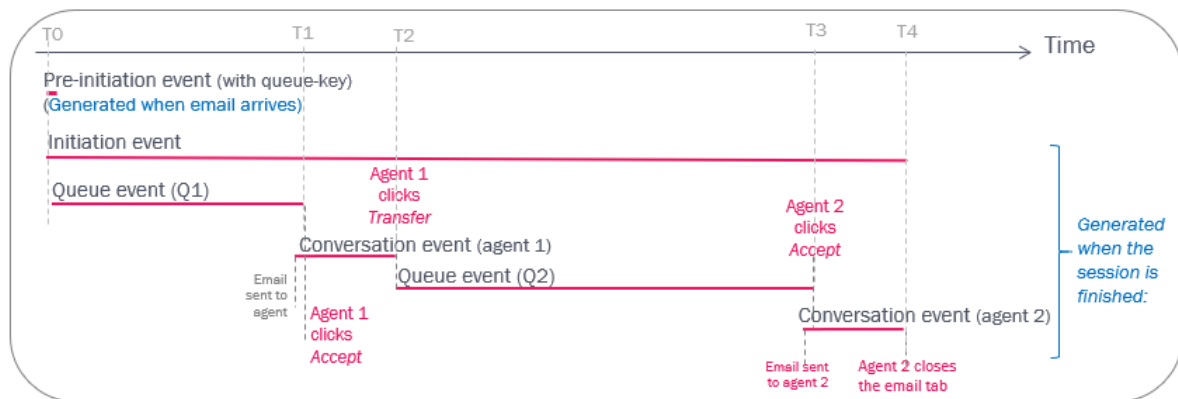 T0
T1
T2
T3
T4
Time
Pre-initiation event (with queue-key)
(Generated when email arrives)
Initiation event
Queue event (Q1)
Agent 1
clicks
Transfer
Agent 2
clicks
Accept
Generated
when the
session is
finished:
Conversation event (agent 1)
Queue event (Q2)
Email
sent to
agent
Agent 1
clicks
Accept
Conversation event (agent 2)
Email sent
to agent 2
Agent 2 closes
the email tab